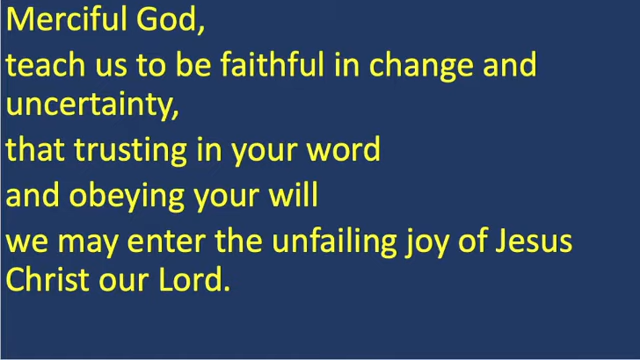 Merciful God,
teach us to be faithful in change and
uncertainty,
that trusting in your word
and obeying your will
we may enter the unfailing joy of Jesus
Christ our Lord.